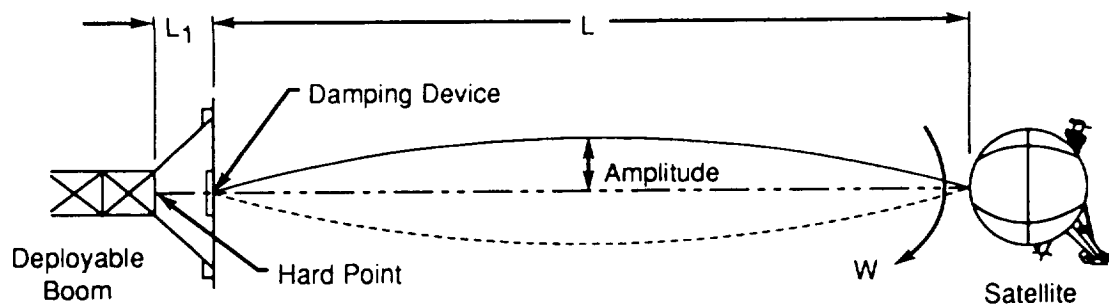 L₁
L
Damping Device
Amplitude
W
Hard Point
Deployable
Boom
Satellite